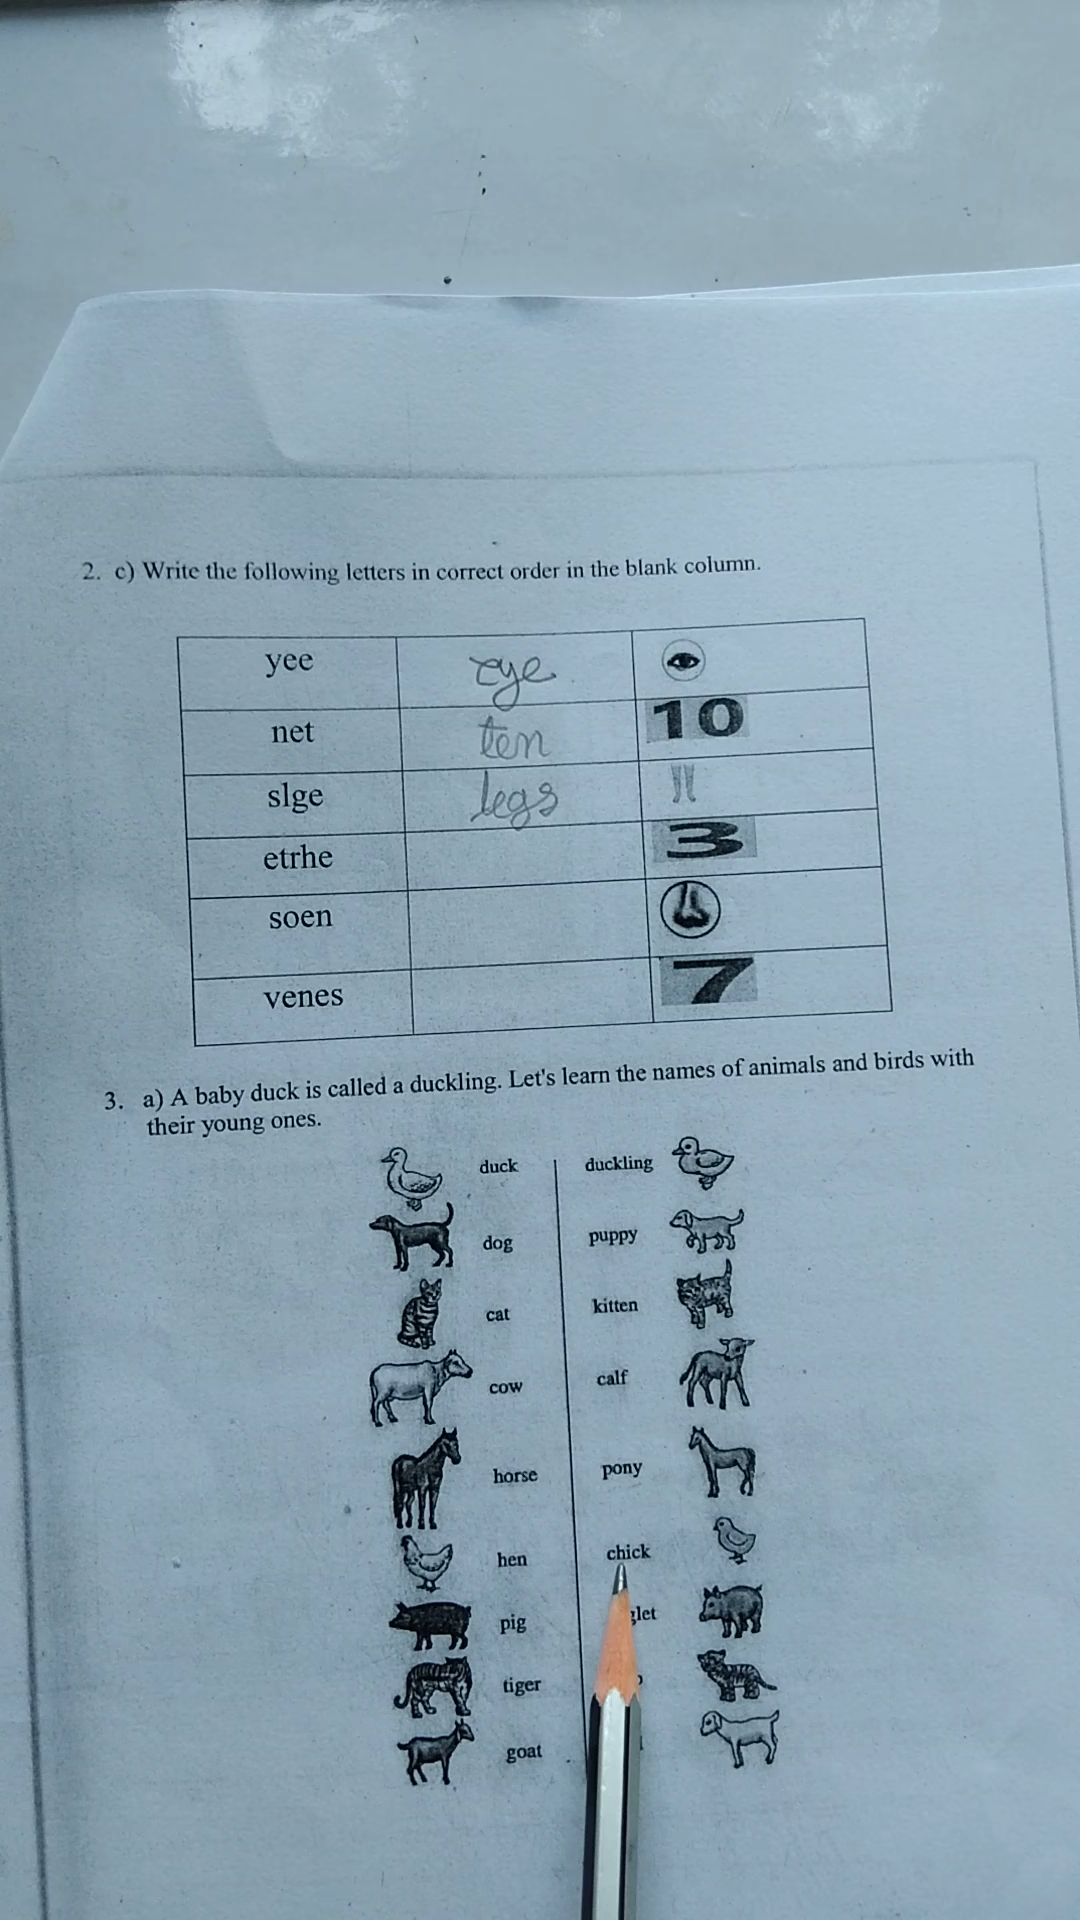 2. c) Write the following letters in correct order in the blank column.
yee eye
net ten 10
slge legs
etrhe 3
soen
venes 7
3. a) A baby duck is called a duckling. Let's learn the names of animals and birds with
their young ones.
duck duckling
dog puppy
cat kitten
cow calf
horse pony
hen chick
pig
tiger
goat